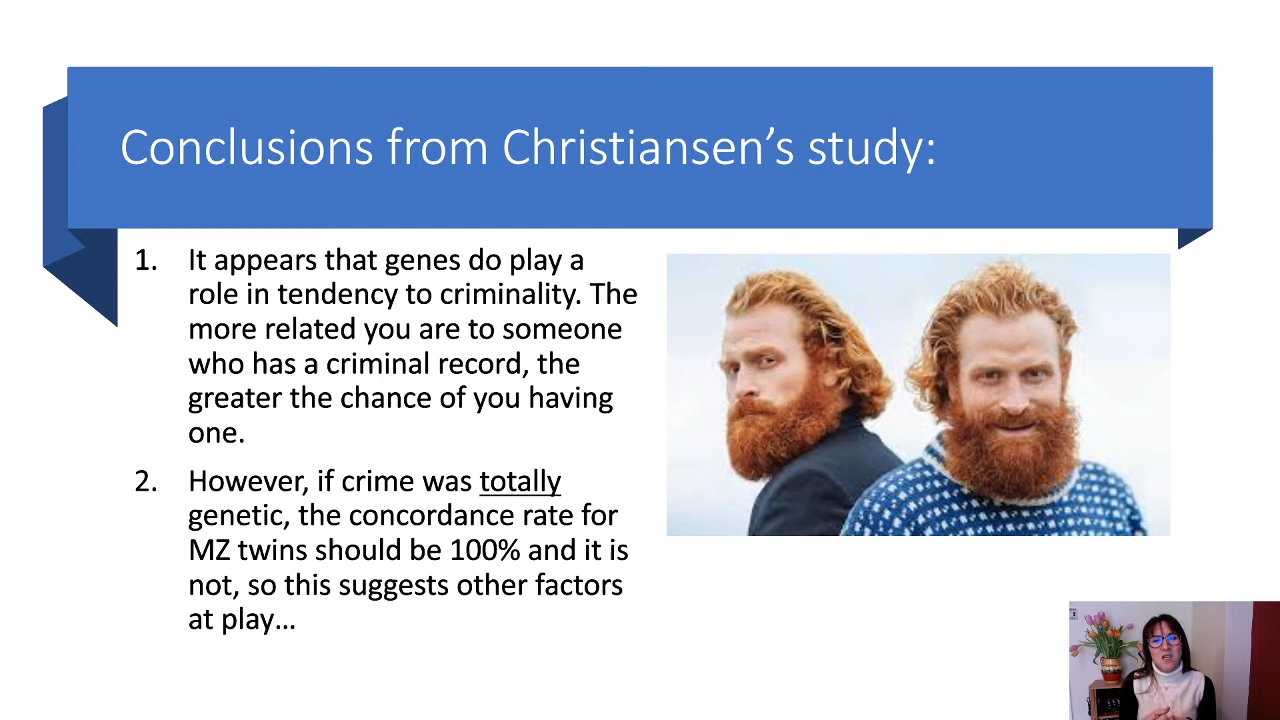 Conclusions from Christiansen's study:
1. It appears that genes do play a
role in tendency to criminality. The
more related you are to someone
who has a criminal record, the
greater the chance of you having
one.
2. However, if crime was totally
genetic, the concordance rate for
MZ twins should be 100% and it is
not, so this suggests other factors
at play…